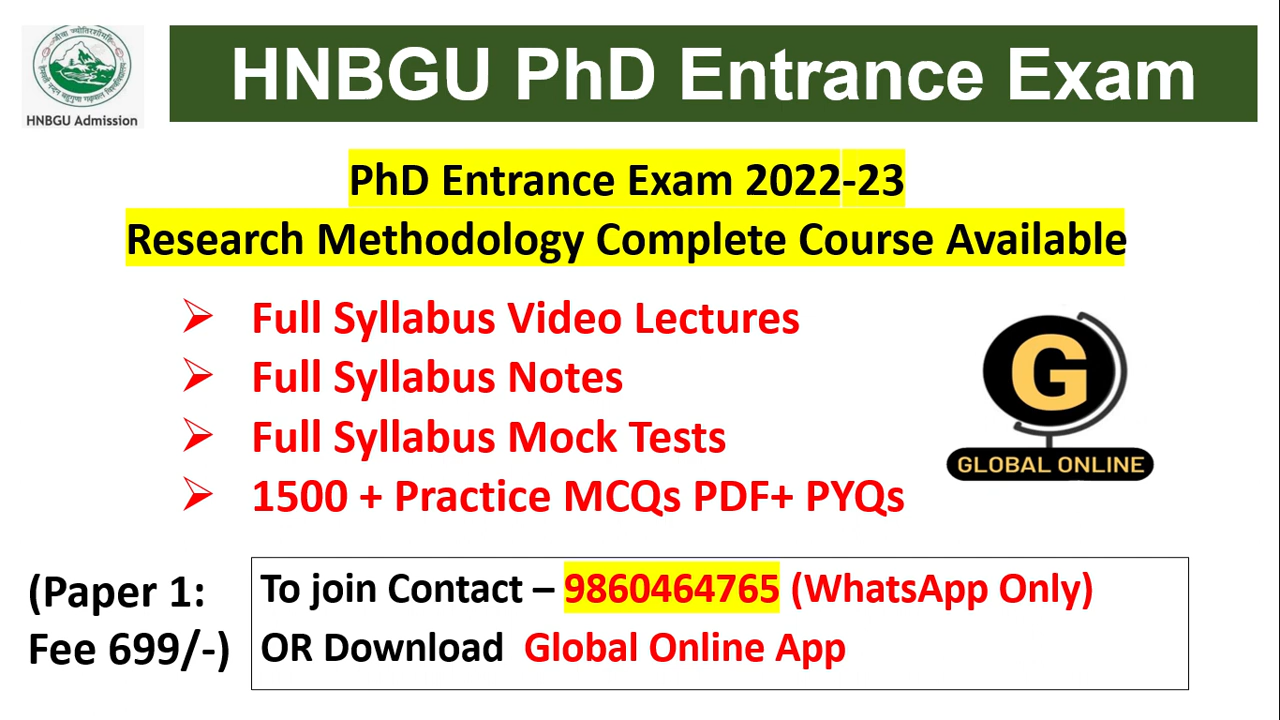 HNBGU PhD Entrance Exam
HNBGU Admission
PhD Entrance Exam 2022-23
Research Methodology Complete Course Available
➢ Full Syllabus Video Lectures
➢ Full Syllabus Notes
➢ Full Syllabus Mock Tests
➢ 1500 + Practice MCQs PDF+ PYQs
G
GLOBAL ONLINE
(Paper 1:
Fee 699/-)
To join Contact – 9860464765 (WhatsApp Only)
OR Download Global Online App